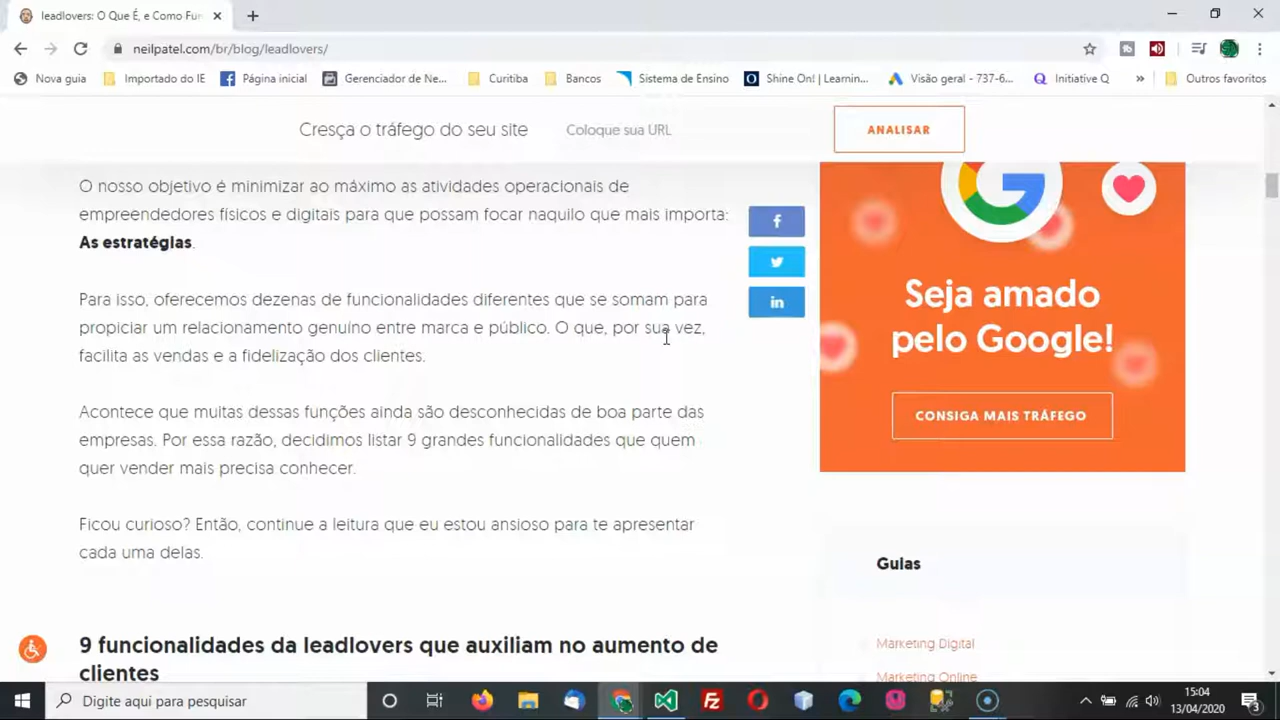 leadlovers: O Que É, e Como Fun
neilpatel.com/br/blog/leadlovers/
Nova guia
Importado do IE
Página inicial
Gerenciador de Ne...
Curitiba
Bancos
Sistema de Ensino
Shine On! | Learnin...
Visão geral - 737-6...
Initiative Q
»
Outros favoritos
Cresça o tráfego do seu site
Coloque sua URL
ANALISAR
O nosso objetivo é minimizar ao máximo as atividades operacionais de
empreendedores físicos e digitais para que possam focar naquilo que mais importa:
As estratégias.
Para isso, oferecemos dezenas de funcionalidades diferentes que se somam para
propiciar um relacionamento genuíno entre marca e público. O que, por sua vez,
facilita as vendas e a fidelização dos clientes.
Acontece que muitas dessas funções ainda são desconhecidas de boa parte das
empresas. Por essa razão, decidimos listar 9 grandes funcionalidades que quem
quer vender mais precisa conhecer.
Ficou curioso? Então, continue a leitura que eu estou ansioso para te apresentar
cada uma delas.
9 funcionalidades da leadlovers que auxiliam no aumento de
clientes
Seja amado
pelo Google!
CONSIGA MAIS TRÁFEGO
Guias
Marketing Digital
Marketing Online
Digite aqui para pesquisar
15:04
13/04/2020
3